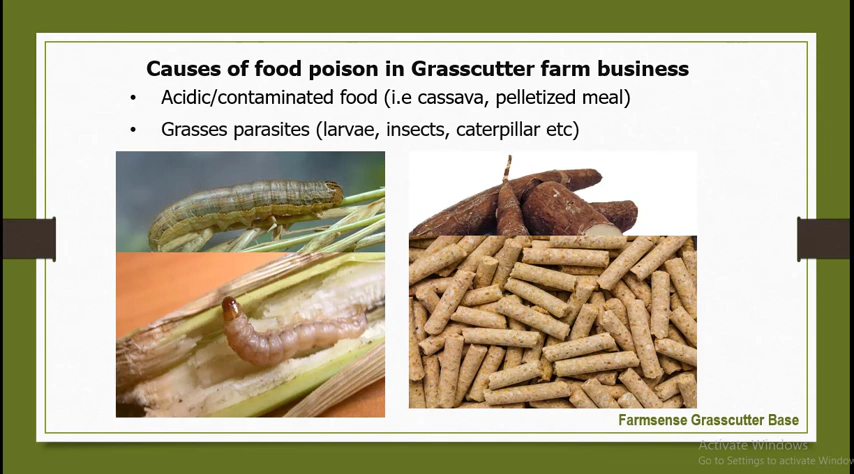 Causes of food poison in Grasscutter farm business
• Acidic/contaminated food (i.e cassava, pelletized meal)
• Grasses parasites (larvae, insects, caterpillar etc)
Farmsense Grasscutter Base
Activate Windows
Go to Settings to activate Window